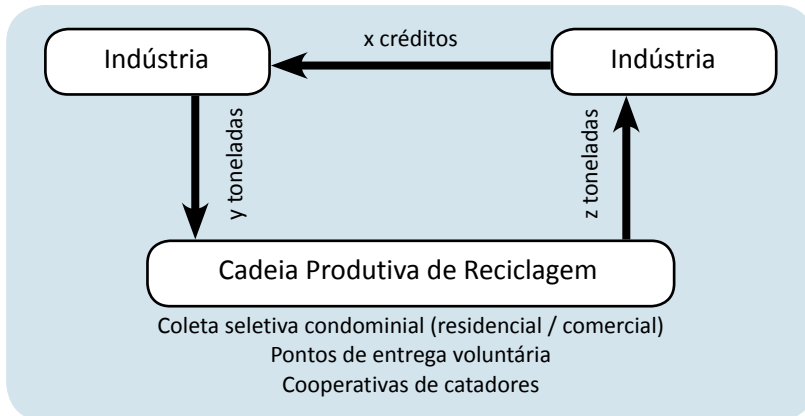 x créditos
Indústria
Indústria
y toneladas
z toneladas
Cadeia Produtiva de Reciclagem
Coleta seletiva condominial (residencial / comercial)
Pontos de entrega voluntária
Cooperativas de catadores